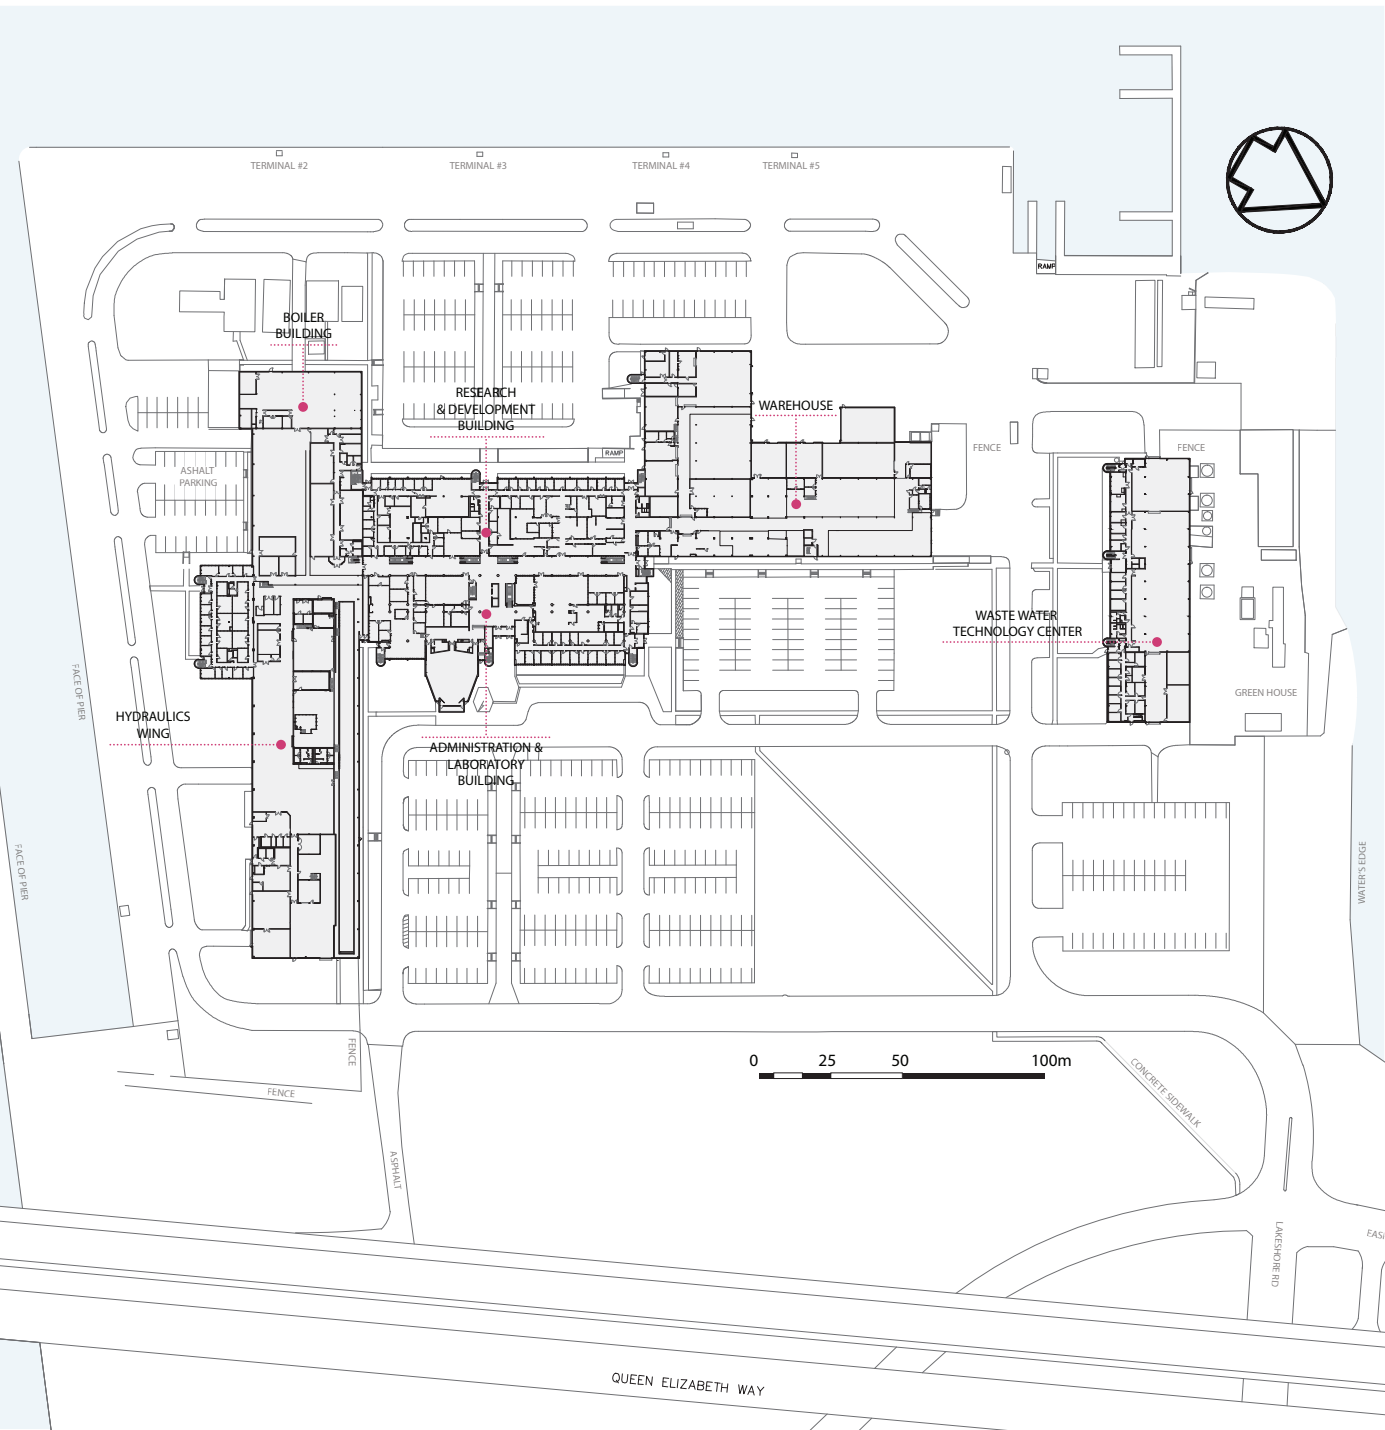 TERMINAL #2
TERMINAL #3
TERMINAL #4
TERMINAL #5
RAMP
BOILER
BUILDING
RESEARCH
& DEVELOPMENT
BUILDING
WAREHOUSE
RAMP
FENCE
FENCE
ASHALT
PARKING
WASTE WATER
TECHNOLOGY CENTER
GREEN HOUSE
FACE OF PIER
HYDRAULICS
WING
ADMINISTRATION &
LABORATORY
BUILDING
FACE OF PIER
WATER'S EDGE
FENCE
FENCE
0 25 50 100m
CONCRETE SIDEWALK
ASPHALT
LAKESHORE RD
EAS
QUEEN ELIZABETH WAY